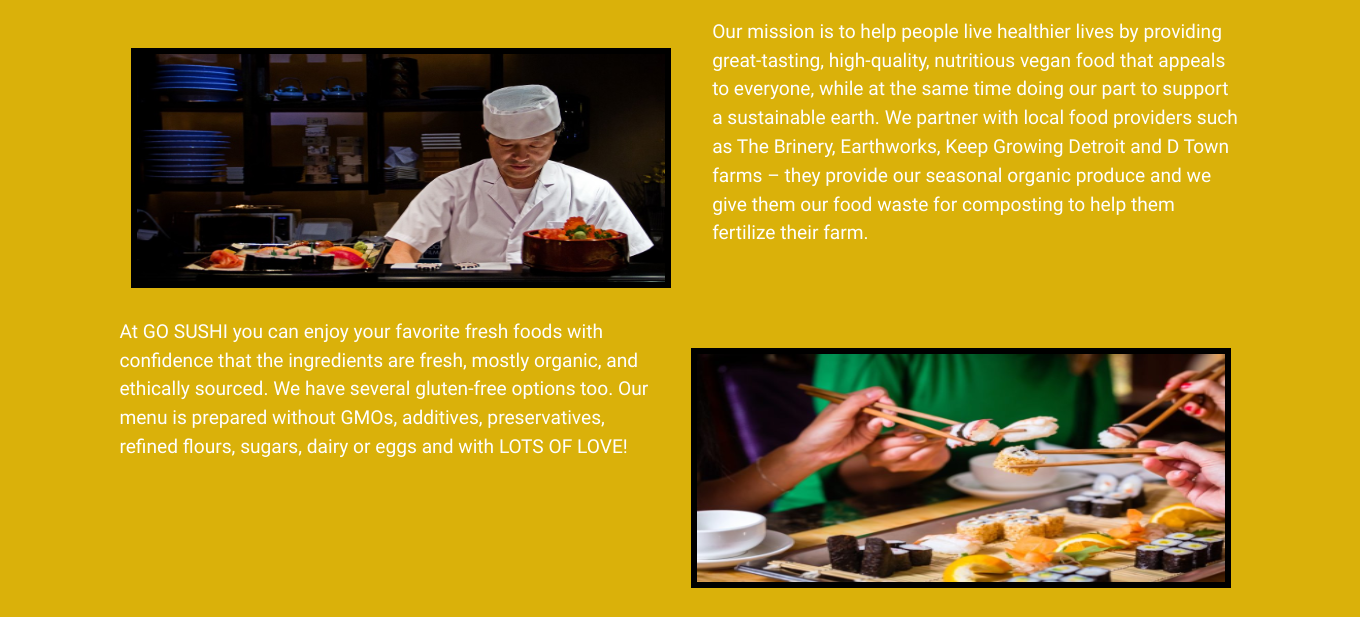 Our mission is to help people live healthier lives by providing
great-tasting, high-quality, nutritious vegan food that appeals
to everyone, while at the same time doing our part to support
a sustainable earth. We partner with local food providers such
as The Brinery, Earthworks, Keep Growing Detroit and D Town
farms – they provide our seasonal organic produce and we
give them our food waste for composting to help them
fertilize their farm.
At GO SUSHI you can enjoy your favorite fresh foods with
confidence that the ingredients are fresh, mostly organic, and
ethically sourced. We have several gluten-free options too. Our
menu is prepared without GMOs, additives, preservatives,
refined flours, sugars, dairy or eggs and with LOTS OF LOVE!